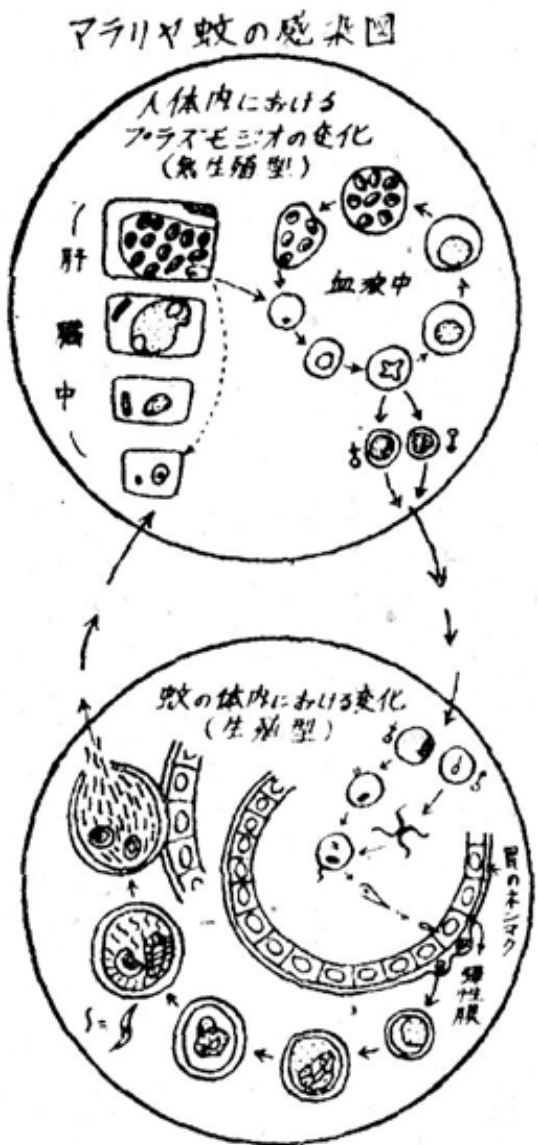 マラリヤ蚊の感染図
人体内における
プラズモジオの変化
(無生殖型)
(肝臓中)
血液中
蚊の体内における変化
(生殖型)
胃のネンマク
彈性膜